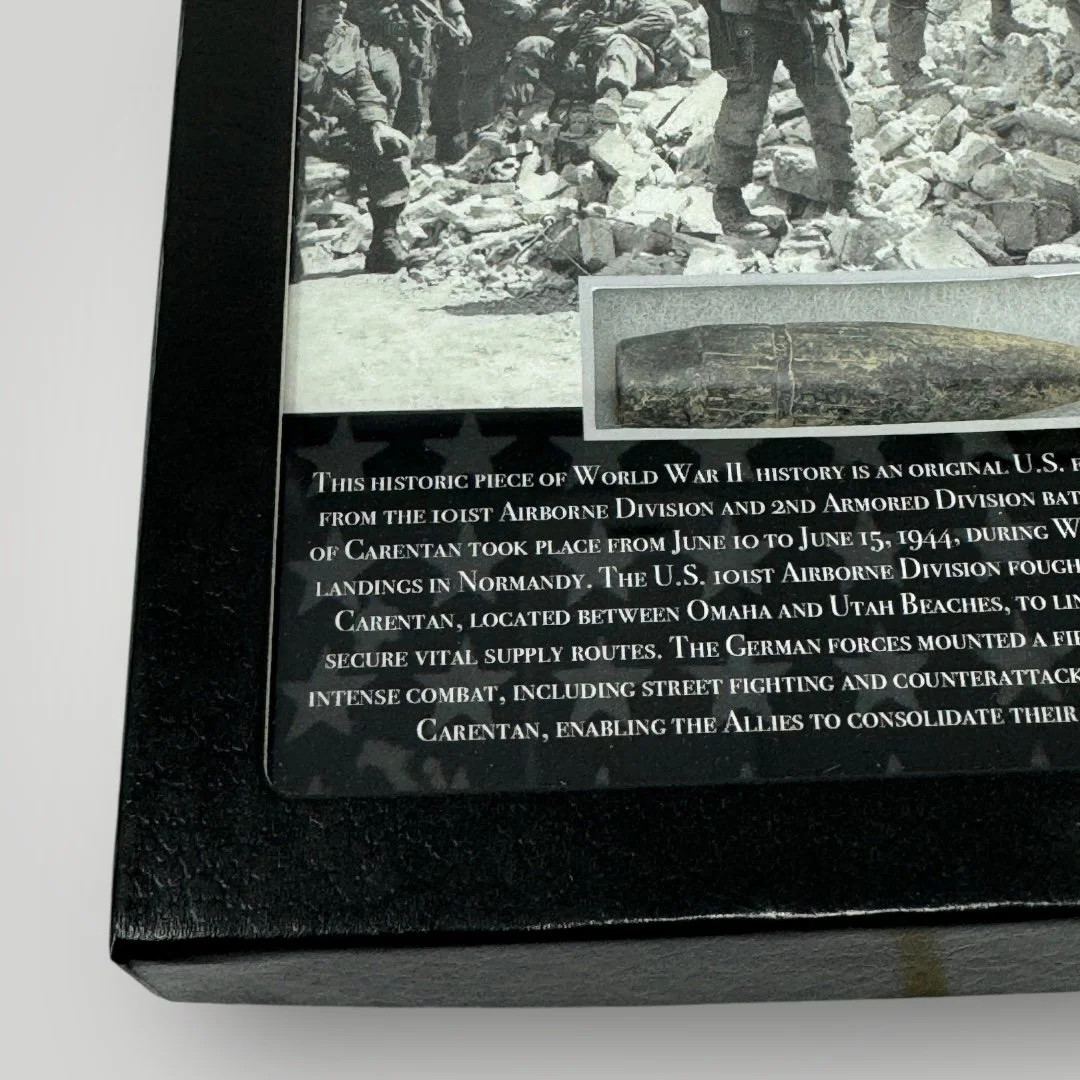 This historic piece of World War II history is an original U.S.
from the 101st Airborne Division and 2nd Armored Division
of Carentan took place from June 10 to June 15, 1944, during
landings in Normandy. The U.S. 101st Airborne Division
Carentan, located between Omaha and Utah Beaches, to
secure vital supply routes. The German forces mounted a
intense combat, including street fighting and
Carentan, enabling the Allies to consolidate their